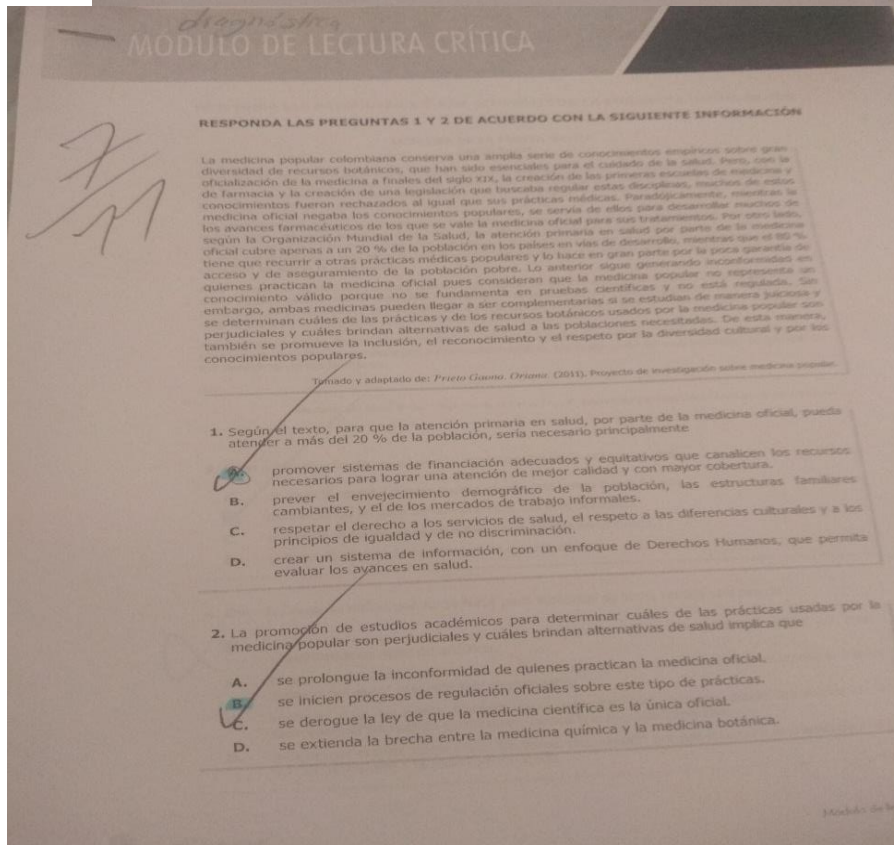 diagnóstica
MÓDULO DE LECTURA CRÍTICA
7/11
RESPONDA LAS PREGUNTAS 1 Y 2 DE ACUERDO CON LA SIGUIENTE INFORMACIÓN
La medicina popular colombiana conserva una amplia serie de conocimientos empíricos sobre gran
diversidad de recursos botánicos, que han sido esenciales para el cuidado de la salud. Pero, con la
oficialización de la medicina a finales del siglo XIX, la creación de las primeras escuelas de medicina y
de farmacia y la creación de una legislación que buscaba regular estas disciplinas, muchos de estos
conocimientos fueron rechazados al igual que sus prácticas médicas. Paradójicamente, mientras la
medicina oficial negaba los conocimientos populares, se servía de ellos para desarrollar muchos de
los avances farmacéuticos de los que se vale la medicina oficial para sus tratamientos. Por otro lado,
según la Organización Mundial de la Salud, la atención primaria en salud por parte de la medicina
oficial cubre apenas a un 20 % de la población en los países en vías de desarrollo, mientras que el 80 %
tiene que recurrir a otras prácticas médicas populares y lo hace en gran parte por la poca garantía de
acceso y de aseguramiento de la población pobre. Lo anterior sigue generando inconformidad en
quienes practican la medicina oficial pues consideran que la medicina popular no representa un
conocimiento válido porque no se fundamenta en pruebas científicas y no está regulada. Sin
embargo, ambas medicinas pueden llegar a ser complementarias si se estudian de manera juiciosa y
se determinan cuáles de las prácticas y de los recursos botánicos usados por la medicina popular son
perjudiciales y cuáles brindan alternativas de salud a las poblaciones necesitadas. De esta manera,
también se promueve la inclusión, el reconocimiento y el respeto por la diversidad cultural y por los
conocimientos populares.
Tomado y adaptado de: Prieto Gaona, Oriana. (2011). Proyecto de investigación sobre medicina popular.
1. Según el texto, para que la atención primaria en salud, por parte de la medicina oficial, pueda
atender a más del 20 % de la población, sería necesario principalmente
A. promover sistemas de financiación adecuados y equitativos que canalicen los recursos
necesarios para lograr una atención de mejor calidad y con mayor cobertura.
B. prever el envejecimiento demográfico de la población, las estructuras familiares
cambiantes, y el de los mercados de trabajo informales.
C. respetar el derecho a los servicios de salud, el respeto a las diferencias culturales y a los
principios de igualdad y de no discriminación.
D. crear un sistema de información, con un enfoque de Derechos Humanos, que permita
evaluar los avances en salud.
2. La promoción de estudios académicos para determinar cuáles de las prácticas usadas por la
medicina popular son perjudiciales y cuáles brindan alternativas de salud implica que
A. se prolongue la inconformidad de quienes practican la medicina oficial.
B. se inicien procesos de regulación oficiales sobre este tipo de prácticas.
C. se derogue la ley de que la medicina científica es la única oficial.
D. se extienda la brecha entre la medicina química y la medicina botánica.
Módulo de